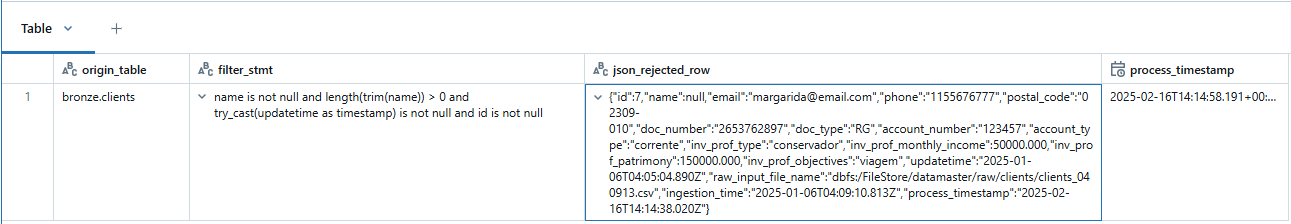 Table
origin_table
filter_stmt
json_rejected_row
process_timestamp
1
bronze.clients
name is not null and length(trim(name)) > 0 and
try_cast(updatetime as timestamp) is not null and id is not null
{"id":7,"name":null,"email":"margarida@email.com","phone":"1155676777","postal_code":"0
2309-
010","doc_number":"2653762897","doc_type":"RG","account_number":"123457","account_ty
pe":"corrente","inv_prof_type":"conservador","inv_prof_monthly_income":50000.000,"inv_pr
of_patrimony":150000.000,"inv_prof_objectives":"viagem","updatetime":"2025-01-
06T04:05:04.890Z","raw_input_file_name":"dbfs:/FileStore/datamaster/raw/clients/clients_04
0913.csv","ingestion_time":"2025-01-06T04:09:10.813Z","process_timestamp":"2025-02-
16T14:14:38.020Z"}
2025-02-16T14:14:58.191+00:...